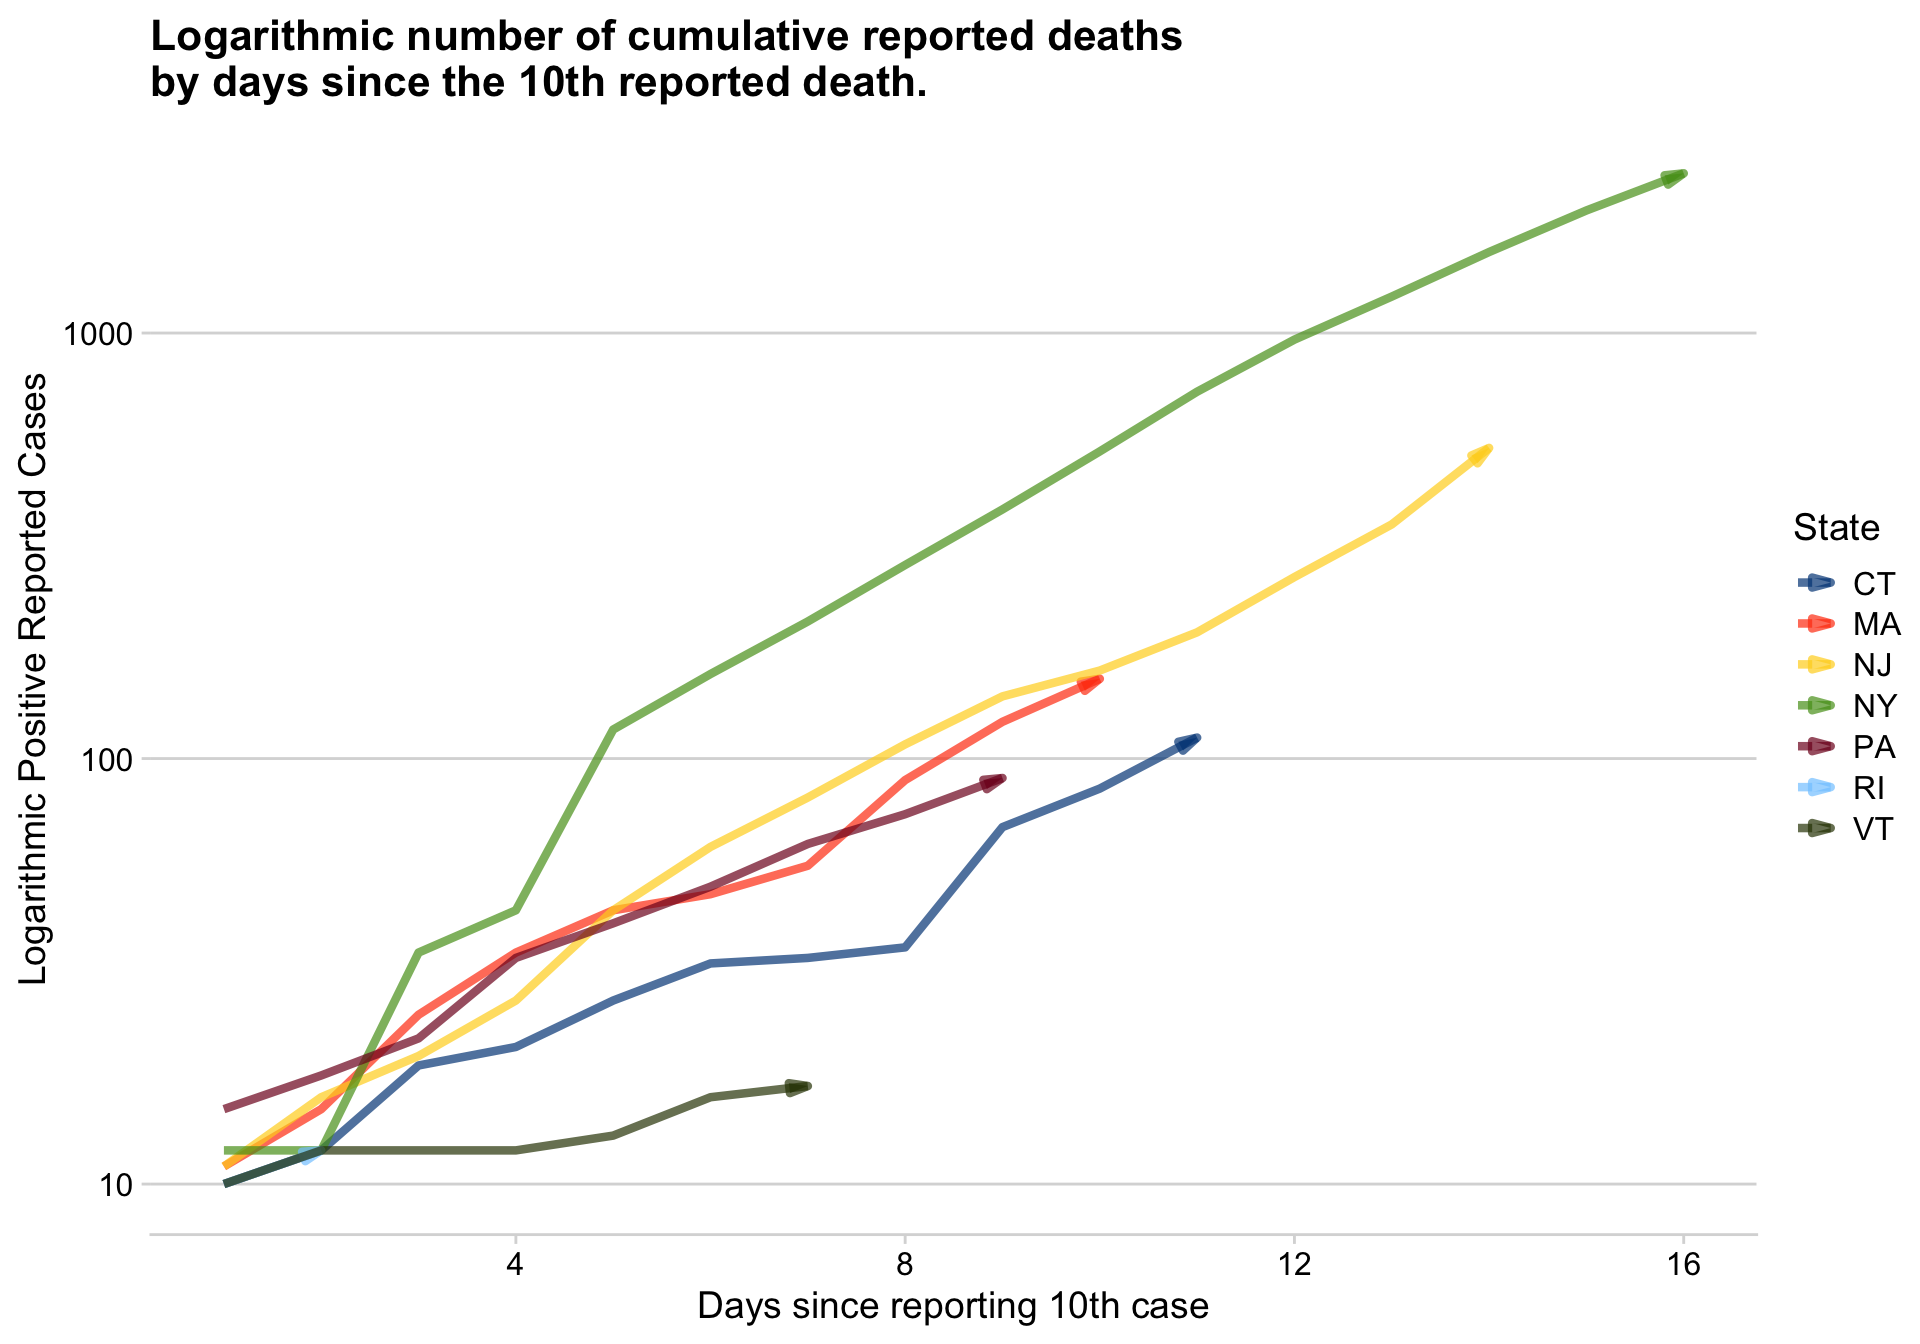 Logarithmic number of cumulative reported deaths
by days since the 10th reported death.
Logarithmic Positive Reported Cases
1000
100
10
4
8
12
16
Days since reporting 10th case
State
CT
MA
NJ
NY
PA
RI
VT